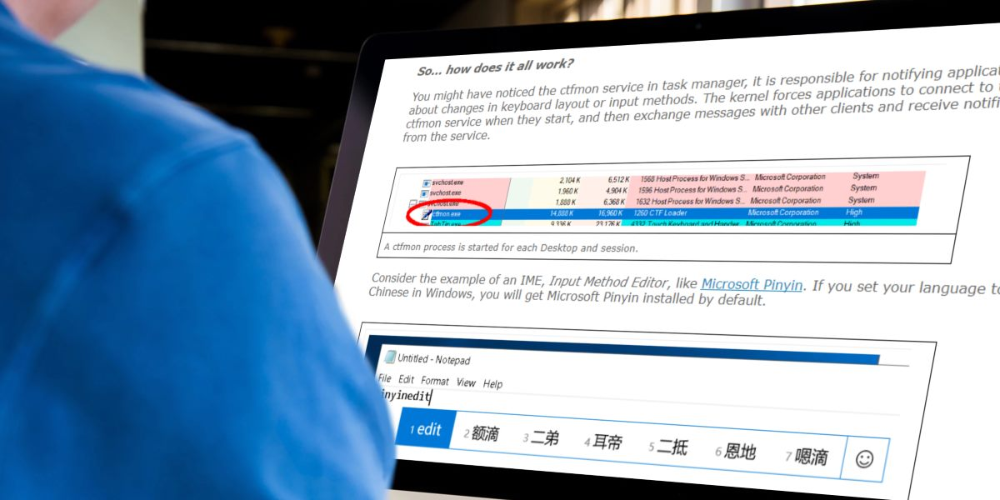 So... how does it all work?
You might have noticed the ctfmon service in task manager, it is responsible for notifying
about changes in keyboard layout or input methods. The kernel forces applications to connect to
ctfmon service when they start, and then exchange messages with other clients and receive
from the service.
svchost.exe 2,104 K 6,512 K 1568 Host Process for Windows S... Microsoft Corporation System
svchost.exe 1,960 K 4,904 K 1596 Host Process for Windows S... Microsoft Corporation System
svchost.exe 1,888 K 6,368 K 1632 Host Process for Windows S... Microsoft Corporation System
ctfmon.exe 14,888 K 16,960 K 1260 CTF Loader Microsoft Corporation High
TabTip.exe 9,336 K 23,176 K 4332 Touch Keyboard and Handwr... Microsoft Corporation High
A ctfmon process is started for each Desktop and session.
Consider the example of an IME, Input Method Editor, like Microsoft Pinyin. If you set your language to
Chinese in Windows, you will get Microsoft Pinyin installed by default.
Untitled - Notepad
File Edit Format View Help
inyinedit
1 edit 2 额滴 3 二弟 4 耳帝 5 二抵 6 恩地 7 嗯滴